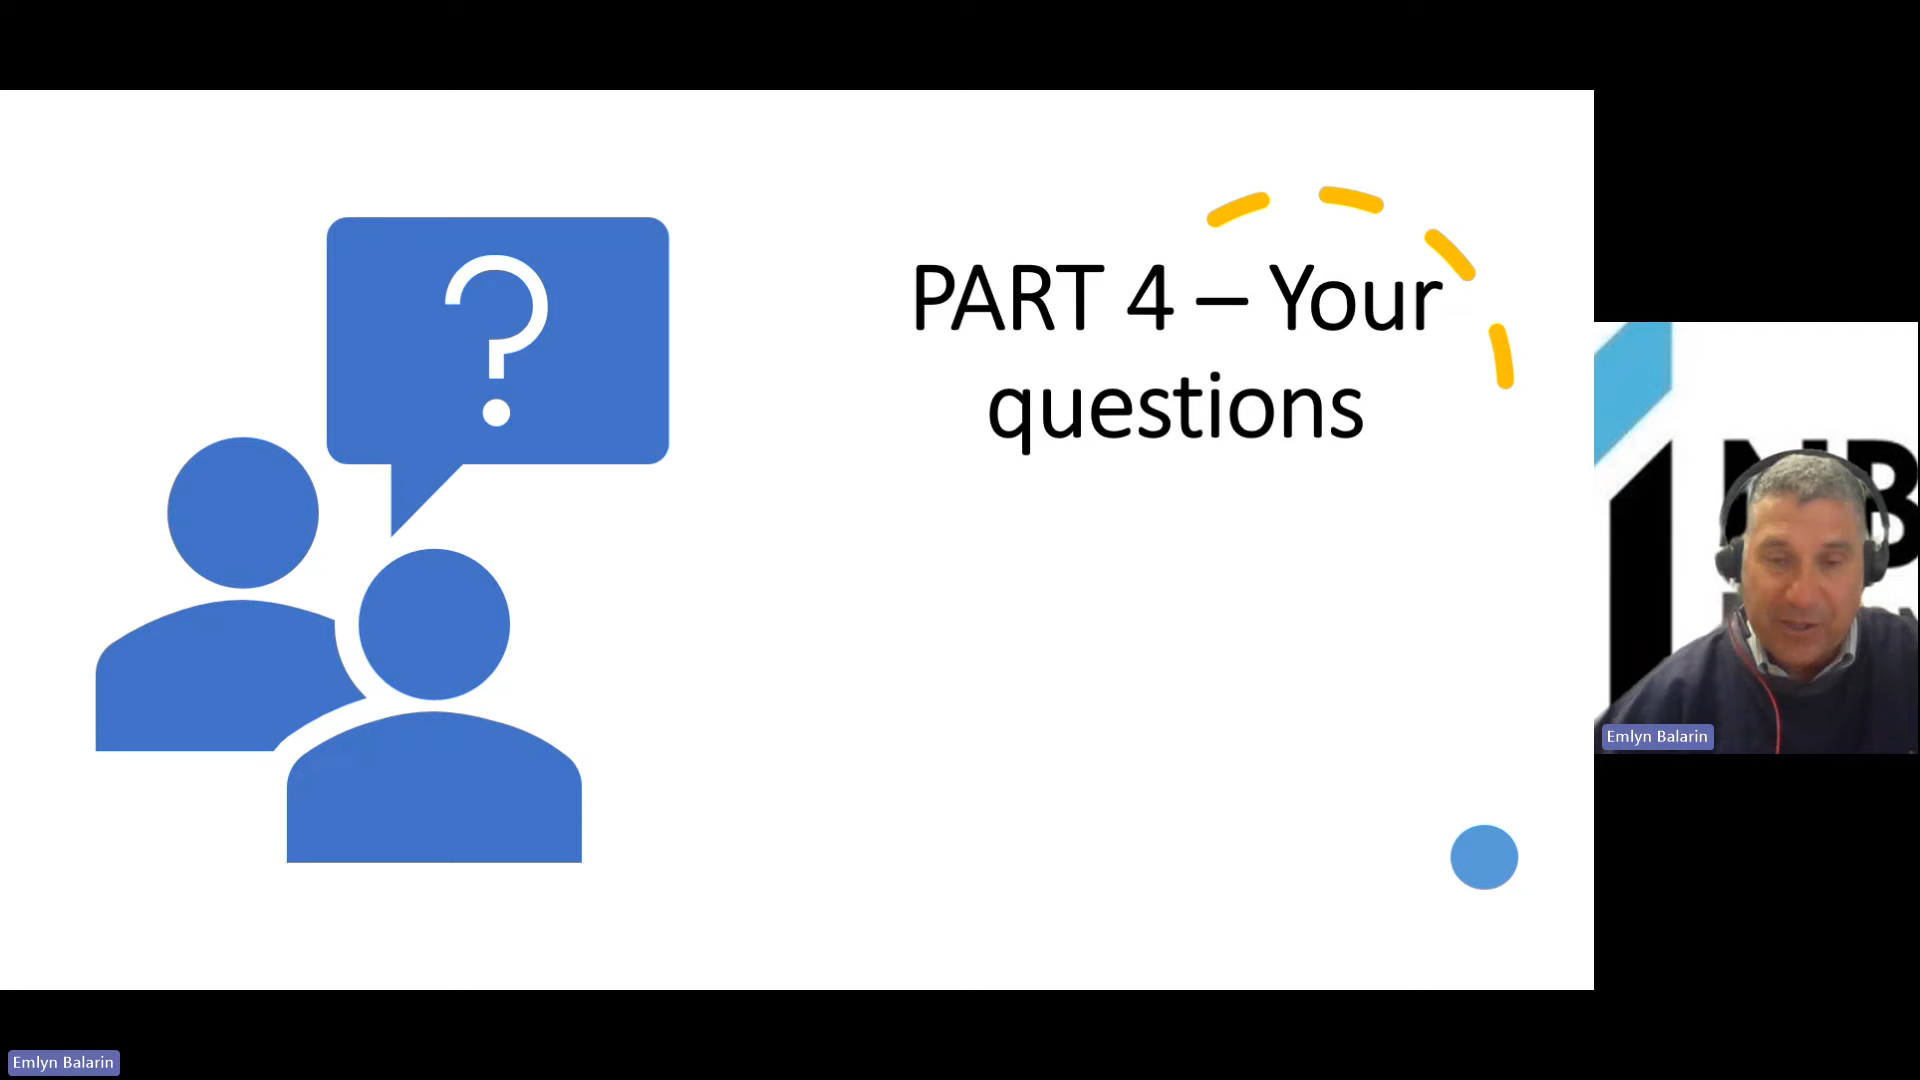 ?
PART 4 – Your
questions
Emlyn Balarin
Emlyn Balarin